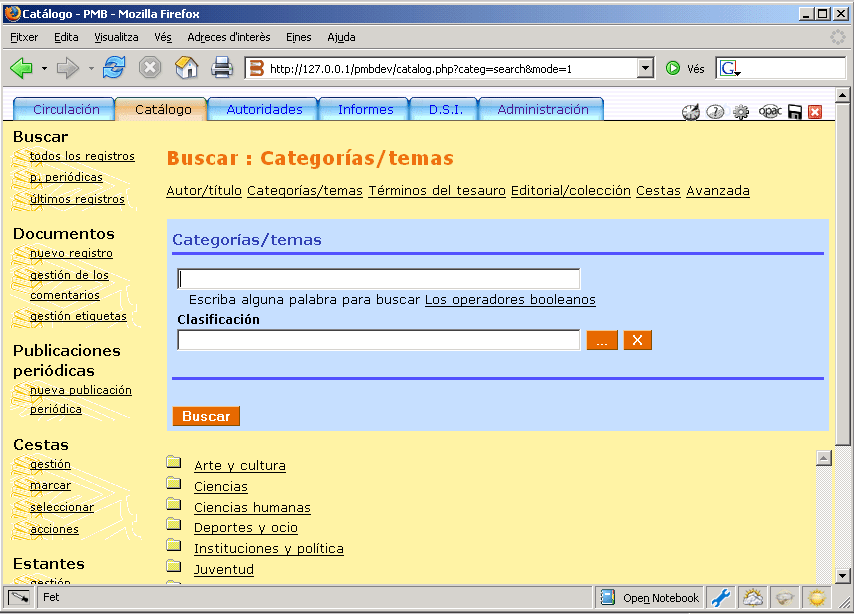 Catálogo - PMB - Mozilla Firefox
Fitxer Edita Visualitza Vés Adreces d'interès Eines Ajuda
http://127.0.0.1/pmbdev/catalog.php?categ=search&mode=1 Vés G
Circulación Catálogo Autoridades Informes D.S.I. Administración opac
Buscar
todos los registros
p. periódicas
últimos registros
Documentos
nuevo registro
gestión de los
comentarios
gestión etiquetas
Publicaciones
periódicas
nueva publicación
periódica
Cestas
gestión
marcar
seleccionar
acciones
Estantes
gestión
Buscar : Categorías/temas
Autor/título Categorías/temas Términos del tesauro Editorial/colección Cestas Avanzada
Categorías/temas
Escriba alguna palabra para buscar Los operadores booleanos
Clasificación
... X
Buscar
Arte y cultura
Ciencias
Ciencias humanas
Deportes y ocio
Instituciones y política
Juventud
Fet Open Notebook